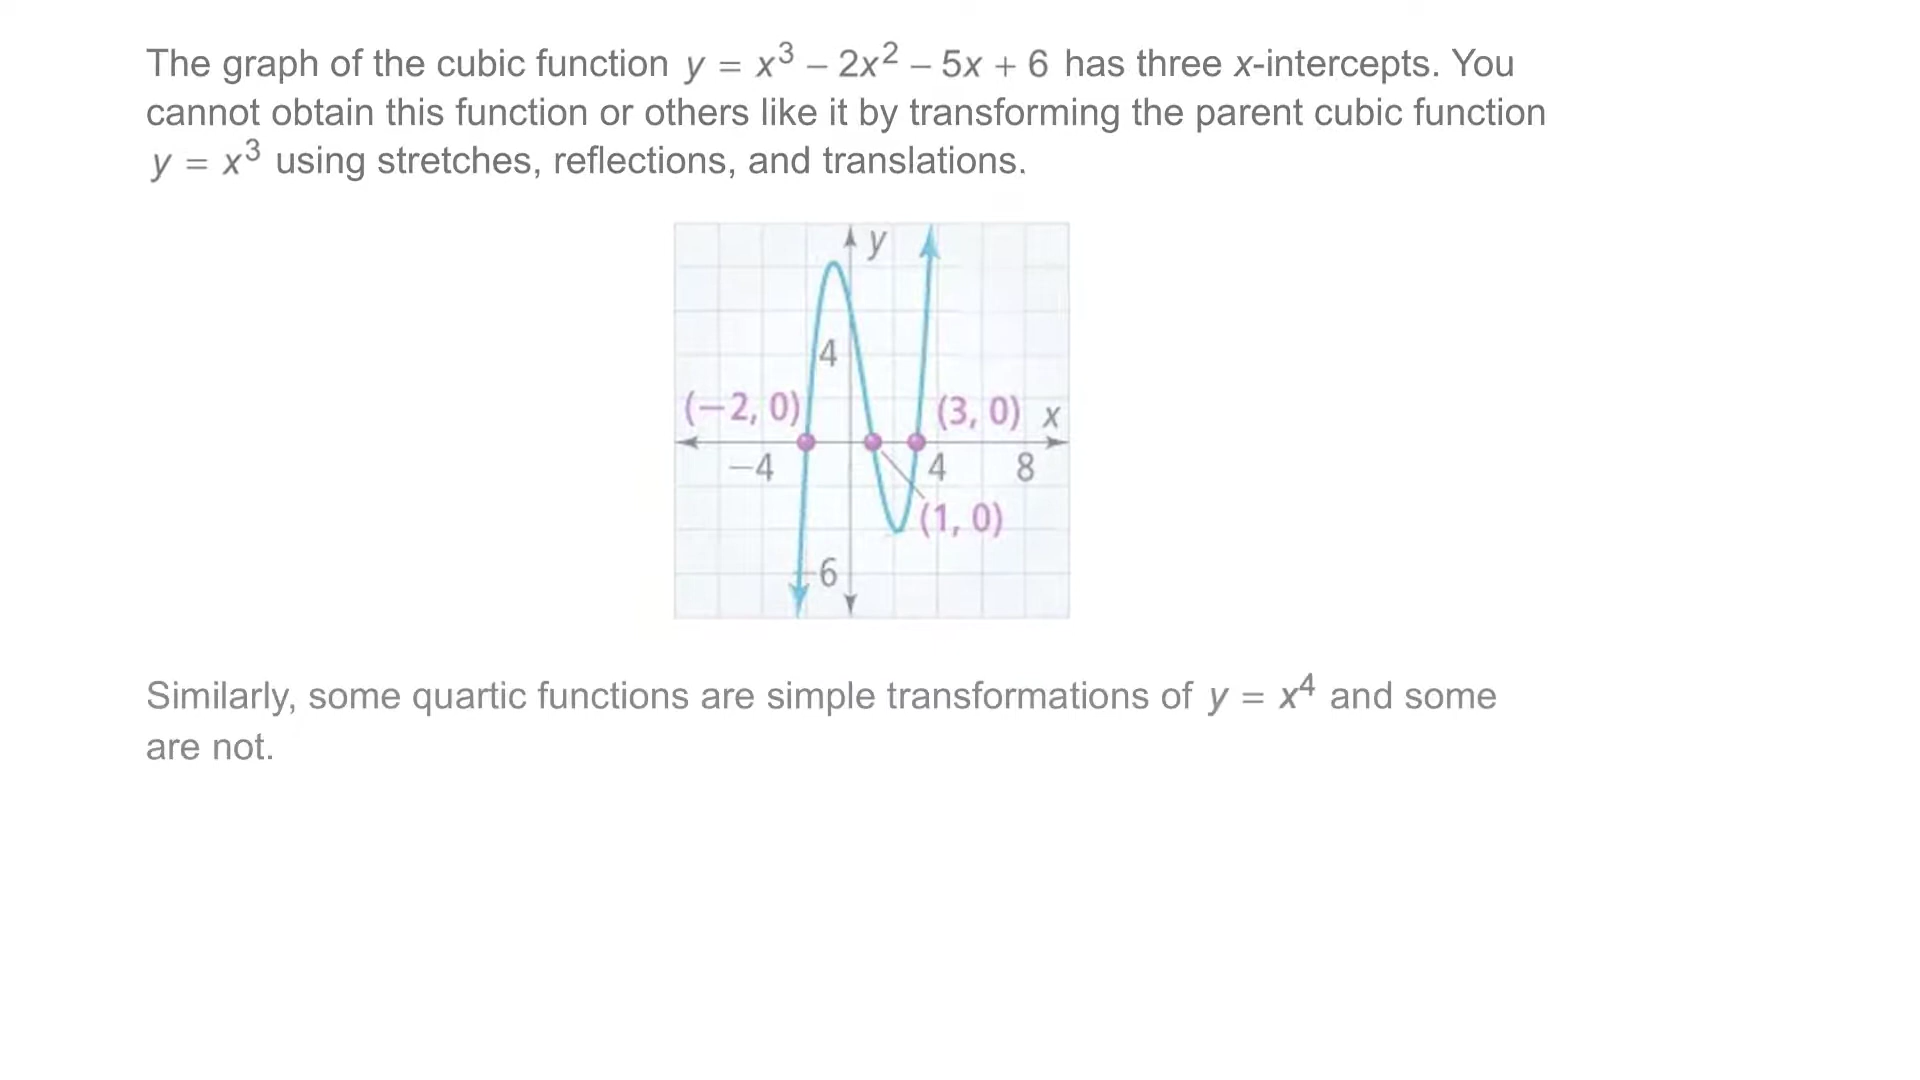 The graph of the cubic function y = x³ – 2x² – 5x + 6 has three x-intercepts. You
cannot obtain this function or others like it by transforming the parent cubic function
y = x³ using stretches, reflections, and translations.
y
4
(−2, 0)
(3, 0) x
−4
4
8
(1, 0)
−6
Similarly, some quartic functions are simple transformations of y = x⁴ and some
are not.